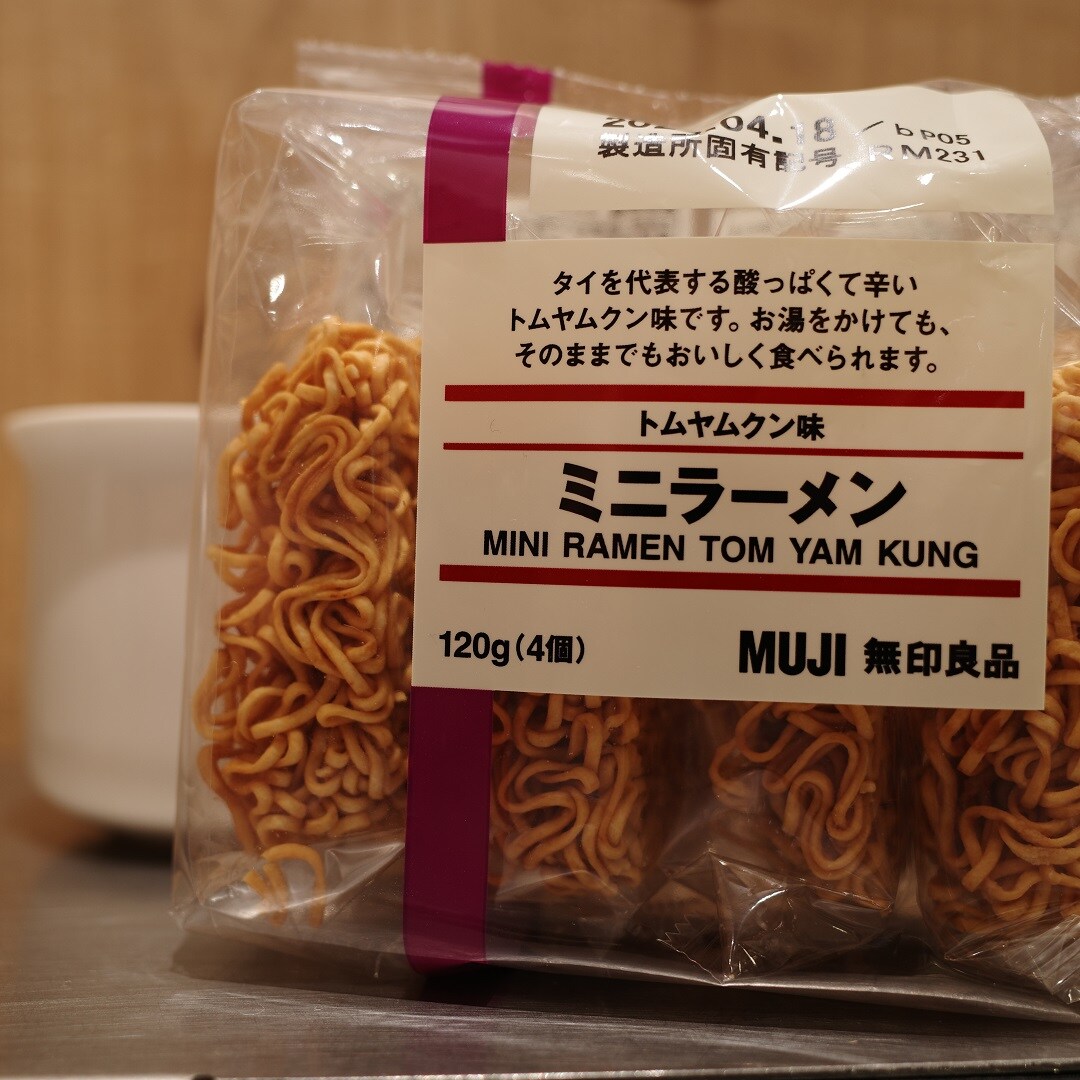 04.18 / bP05
製造所固有記号 RM231
タイを代表する酸っぱくて辛い
トムヤムクン味です。お湯をかけても、
そのままでもおいしく食べられます。
トムヤムクン味
ミニラーメン
MINI RAMEN TOM YAM KUNG
120g(4個)
MUJI 無印良品